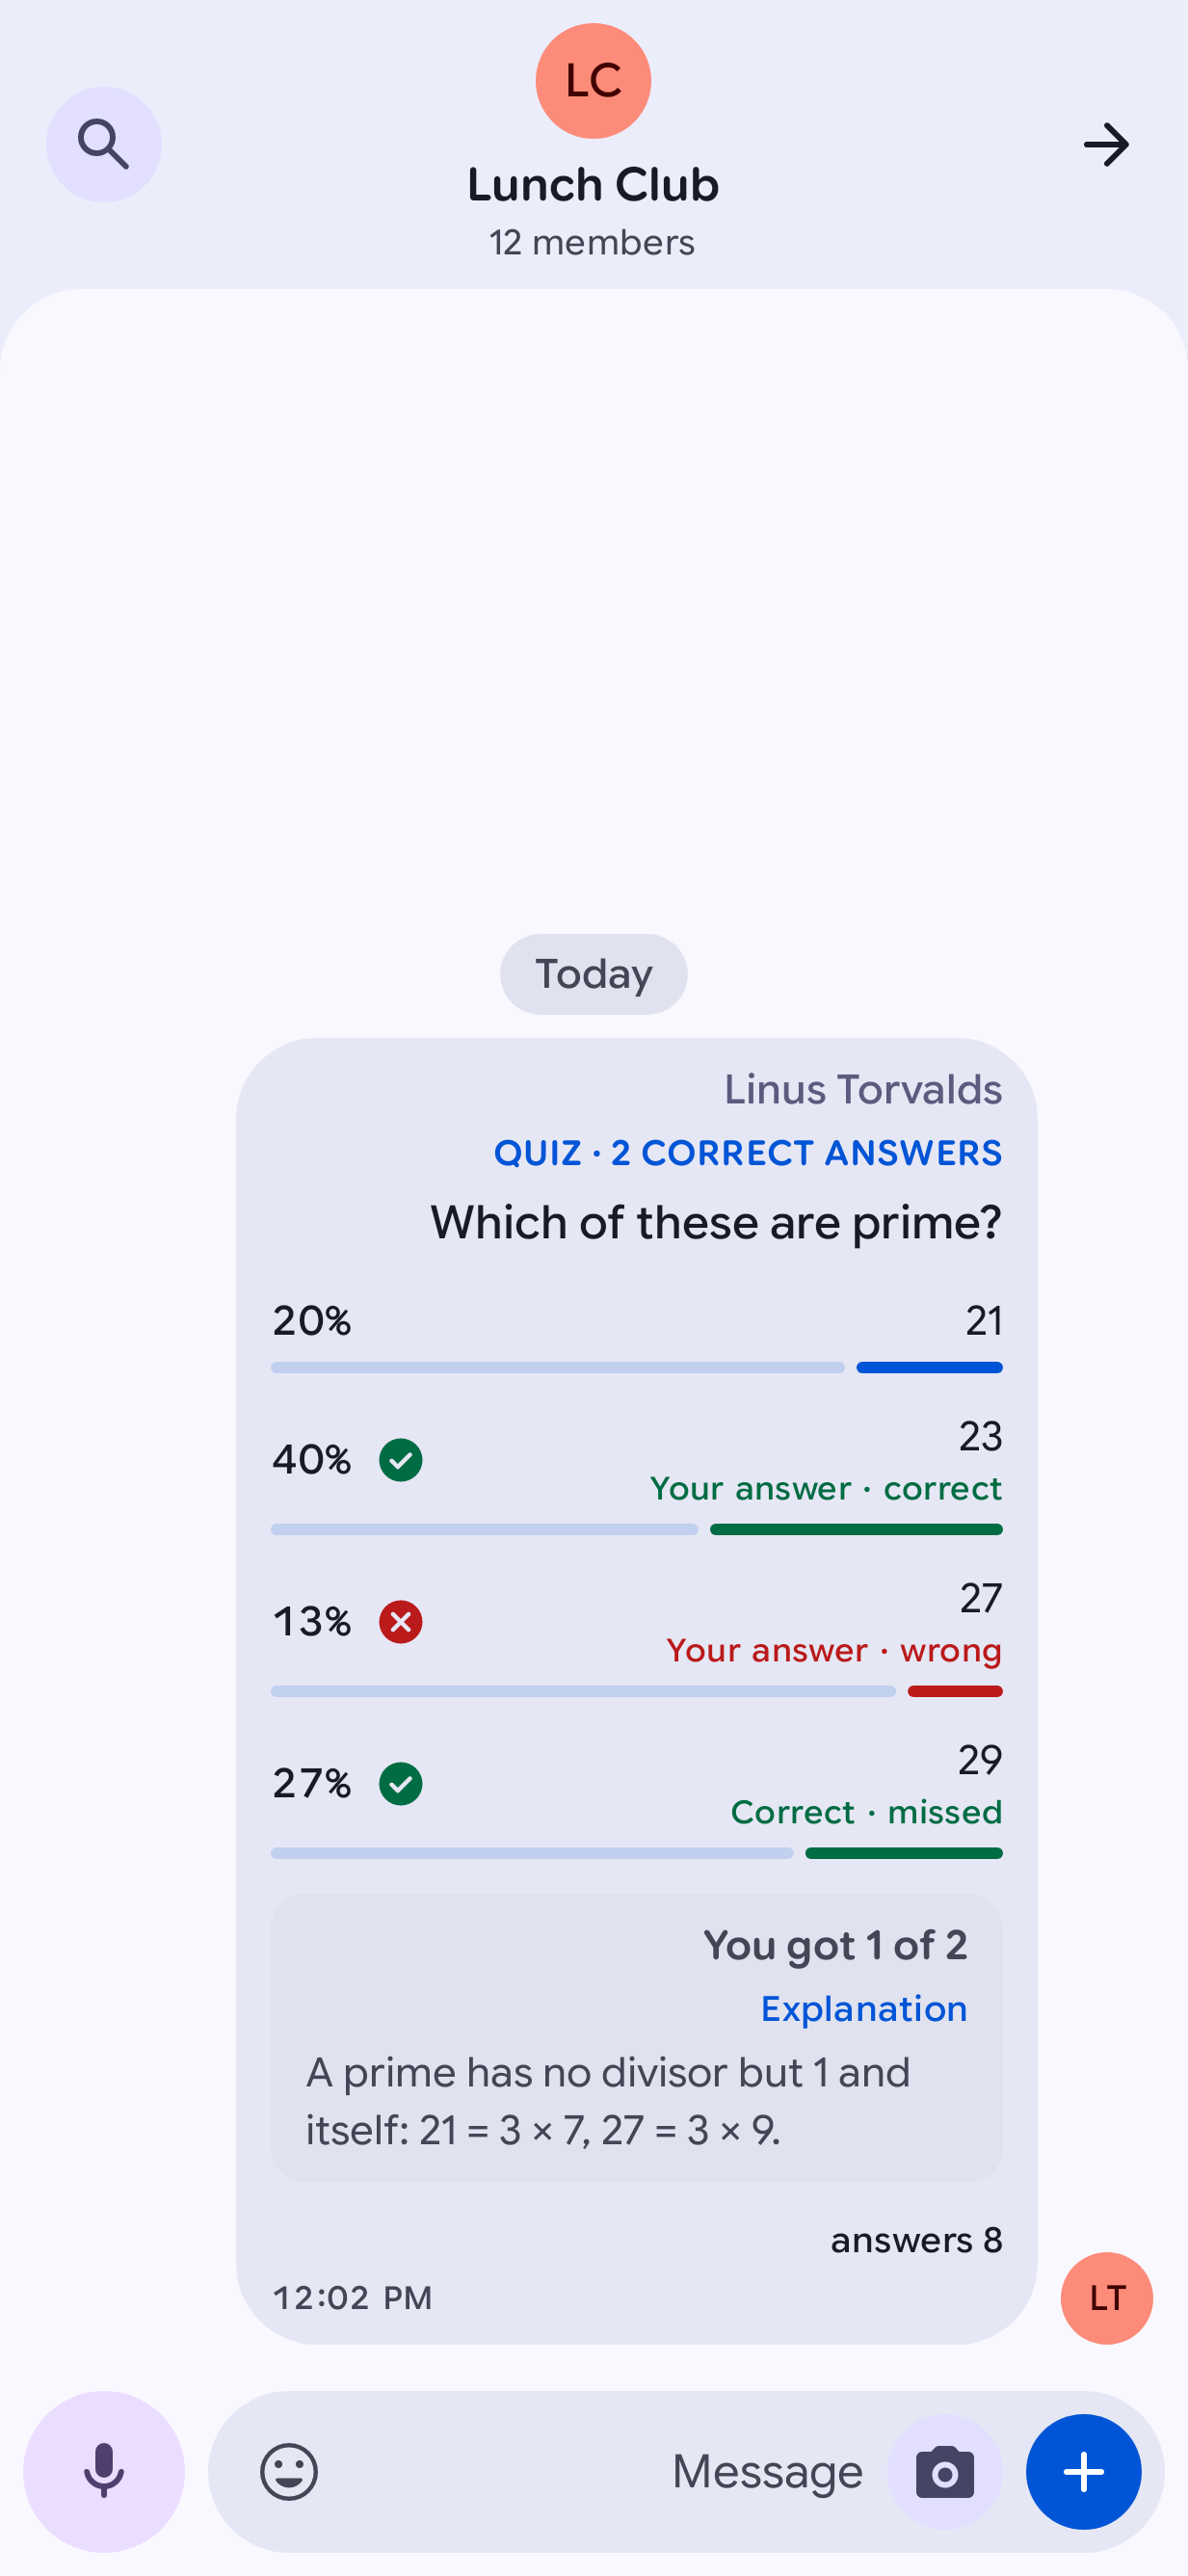 LC
Lunch Club
12 members
Today
Linus Torvalds
QUIZ · 2 CORRECT ANSWERS
Which of these are prime?
20% 21
40% 23
Your answer · correct
13% 27
Your answer · wrong
27% 29
Correct · missed
You got 1 of 2
Explanation
A prime has no divisor but 1 and
itself: 21 = 3 × 7, 27 = 3 × 9.
answers 8
12:02 PM
LT
Message